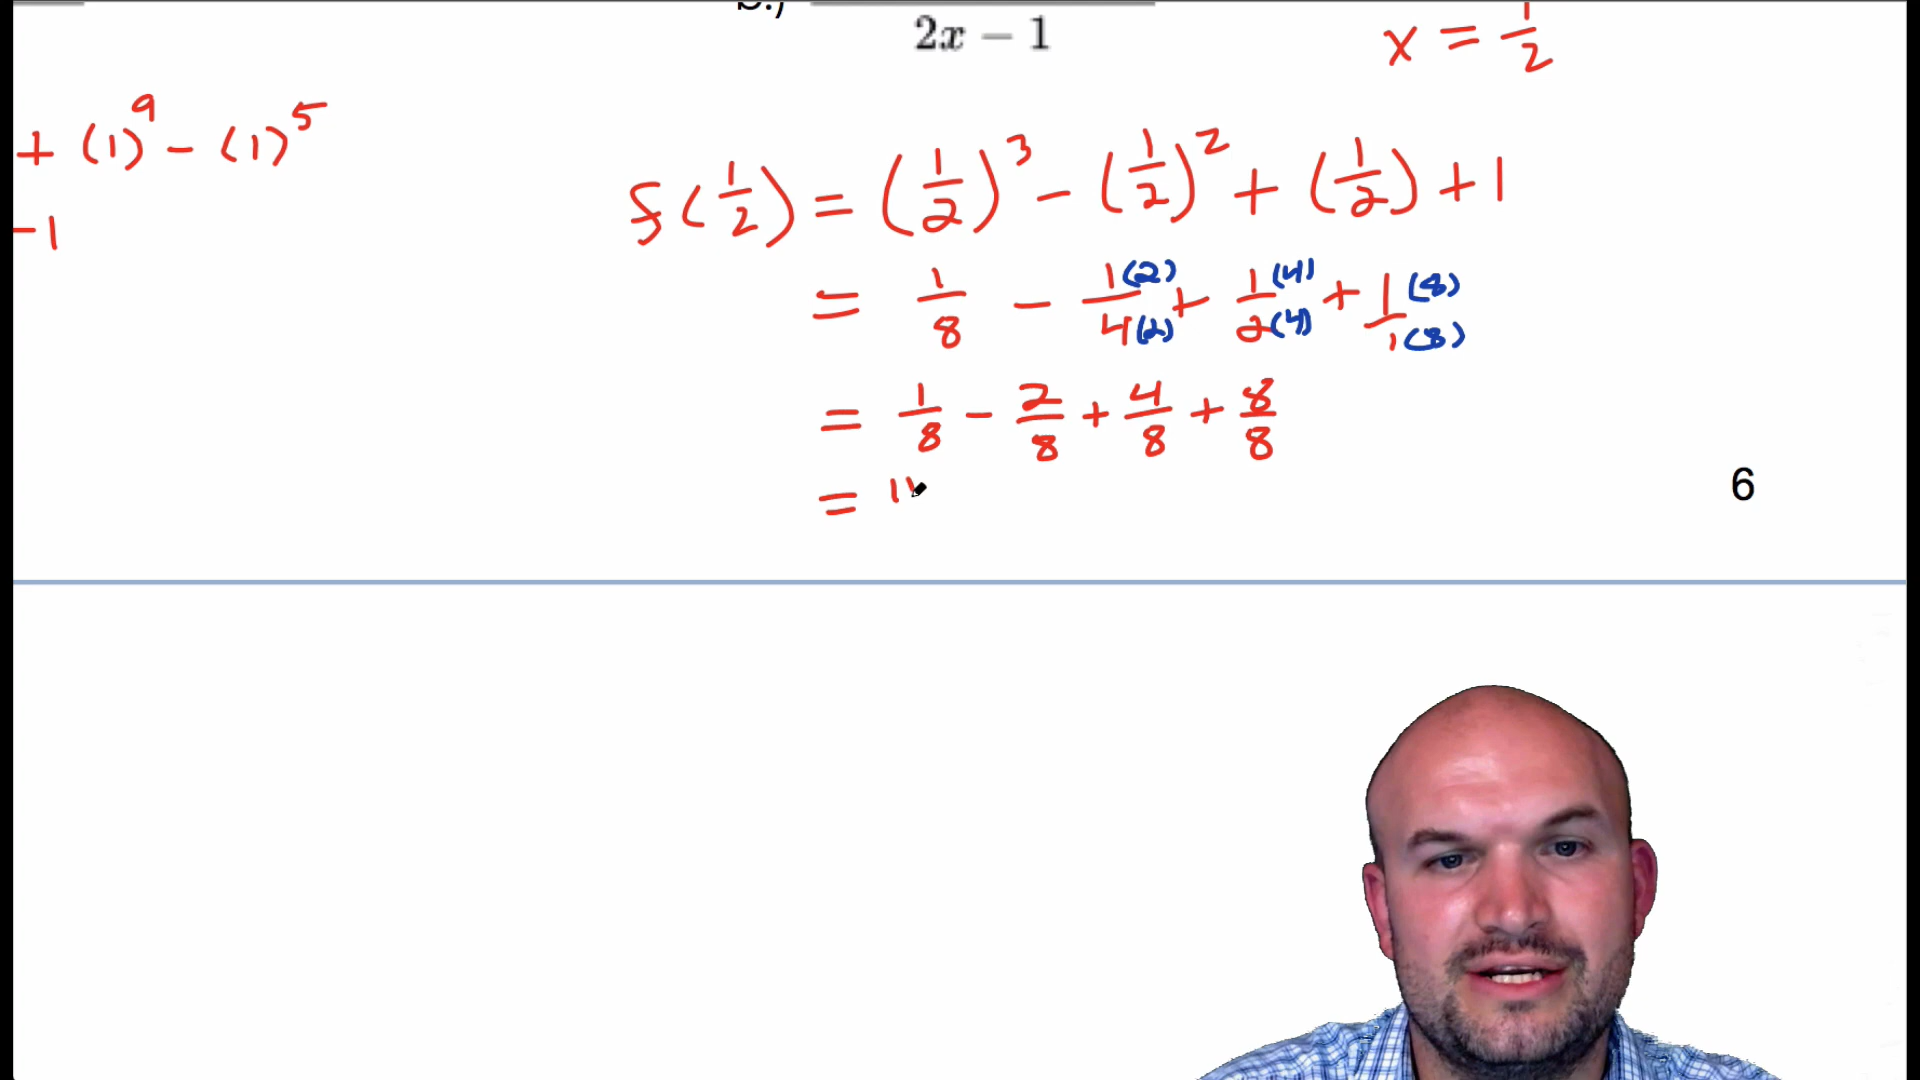 b.)
2x − 1
x = 1/2
+ (1)^9 − (1)^5
−1
f(1/2) = (1/2)^3 − (1/2)^2 + (1/2) + 1
= 1/8 − 1(2)/4(2) + 1(4)/2(4) + 1(8)/1(8)
= 1/8 − 2/8 + 4/8 + 8/8
= 11
6